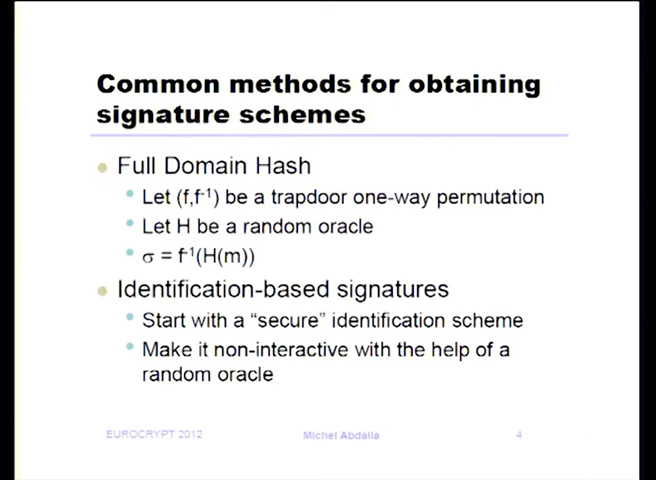 Common methods for obtaining
signature schemes
Full Domain Hash
Let (f,f⁻¹) be a trapdoor one-way permutation
Let H be a random oracle
σ = f⁻¹(H(m))
Identification-based signatures
Start with a “secure” identification scheme
Make it non-interactive with the help of a
random oracle
EUROCRYPT 2012
Michel Abdalla
4